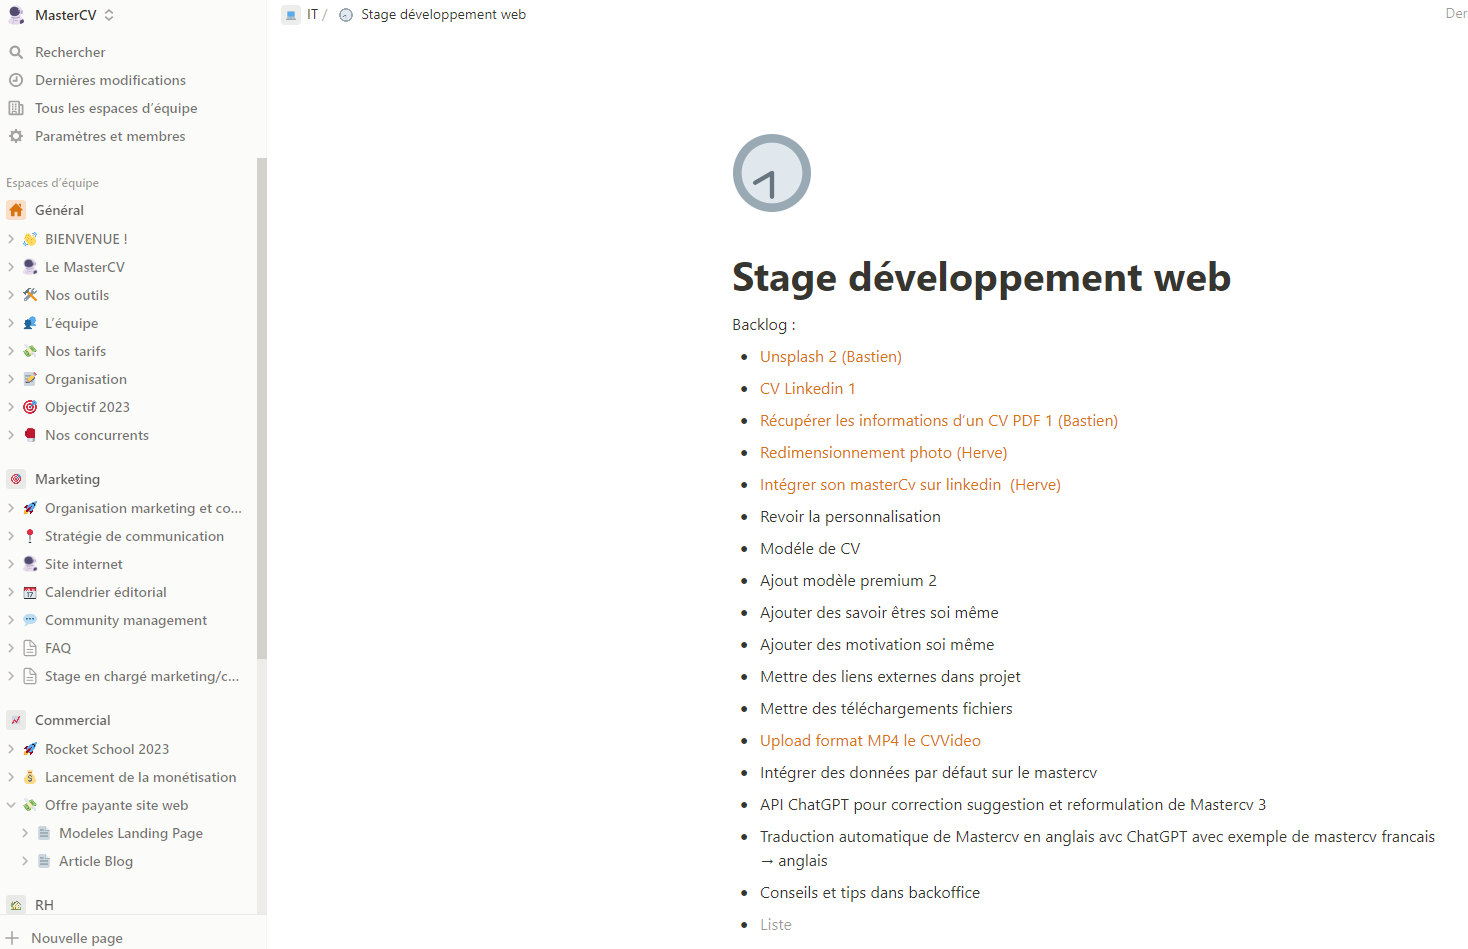 MasterCV
Rechercher
Dernières modifications
Tous les espaces d’équipe
Paramètres et membres
Espaces d’équipe
Général
BIENVENUE !
Le MasterCV
Nos outils
L’équipe
Nos tarifs
Organisation
Objectif 2023
Nos concurrents
Marketing
Organisation marketing et co...
Stratégie de communication
Site internet
Calendrier éditorial
Community management
FAQ
Stage en chargé marketing/c...
Commercial
Rocket School 2023
Lancement de la monétisation
Offre payante site web
Modeles Landing Page
Article Blog
RH
Nouvelle page
IT / Stage développement web
Der
Stage développement web
Backlog :
Unsplash 2 (Bastien)
CV Linkedin 1
Récupérer les informations d’un CV PDF 1 (Bastien)
Redimensionnement photo (Herve)
Intégrer son masterCv sur linkedin  (Herve)
Revoir la personnalisation
Modéle de CV
Ajout modèle premium 2
Ajouter des savoir êtres soi même
Ajouter des motivation soi même
Mettre des liens externes dans projet
Mettre des téléchargements fichiers
Upload format MP4 le CVVideo
Intégrer des données par défaut sur le mastercv
API ChatGPT pour correction suggestion et reformulation de Mastercv 3
Traduction automatique de Mastercv en anglais avc ChatGPT avec exemple de mastercv francais
→ anglais
Conseils et tips dans backoffice
Liste